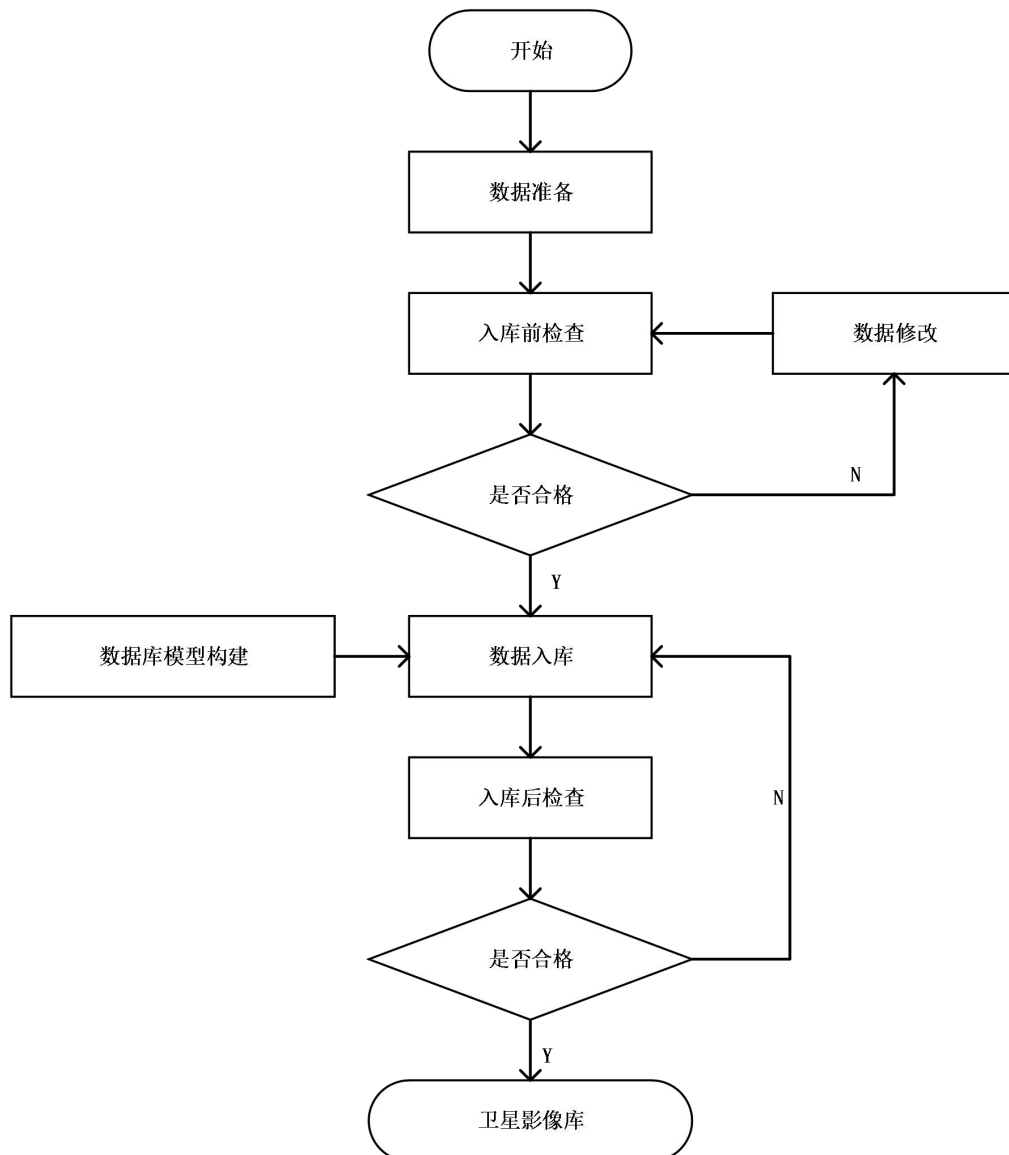 开始
数据准备
入库前检查
数据修改
是否合格
N
Y
数据库模型构建
数据入库
入库后检查
N
是否合格
Y
卫星影像库